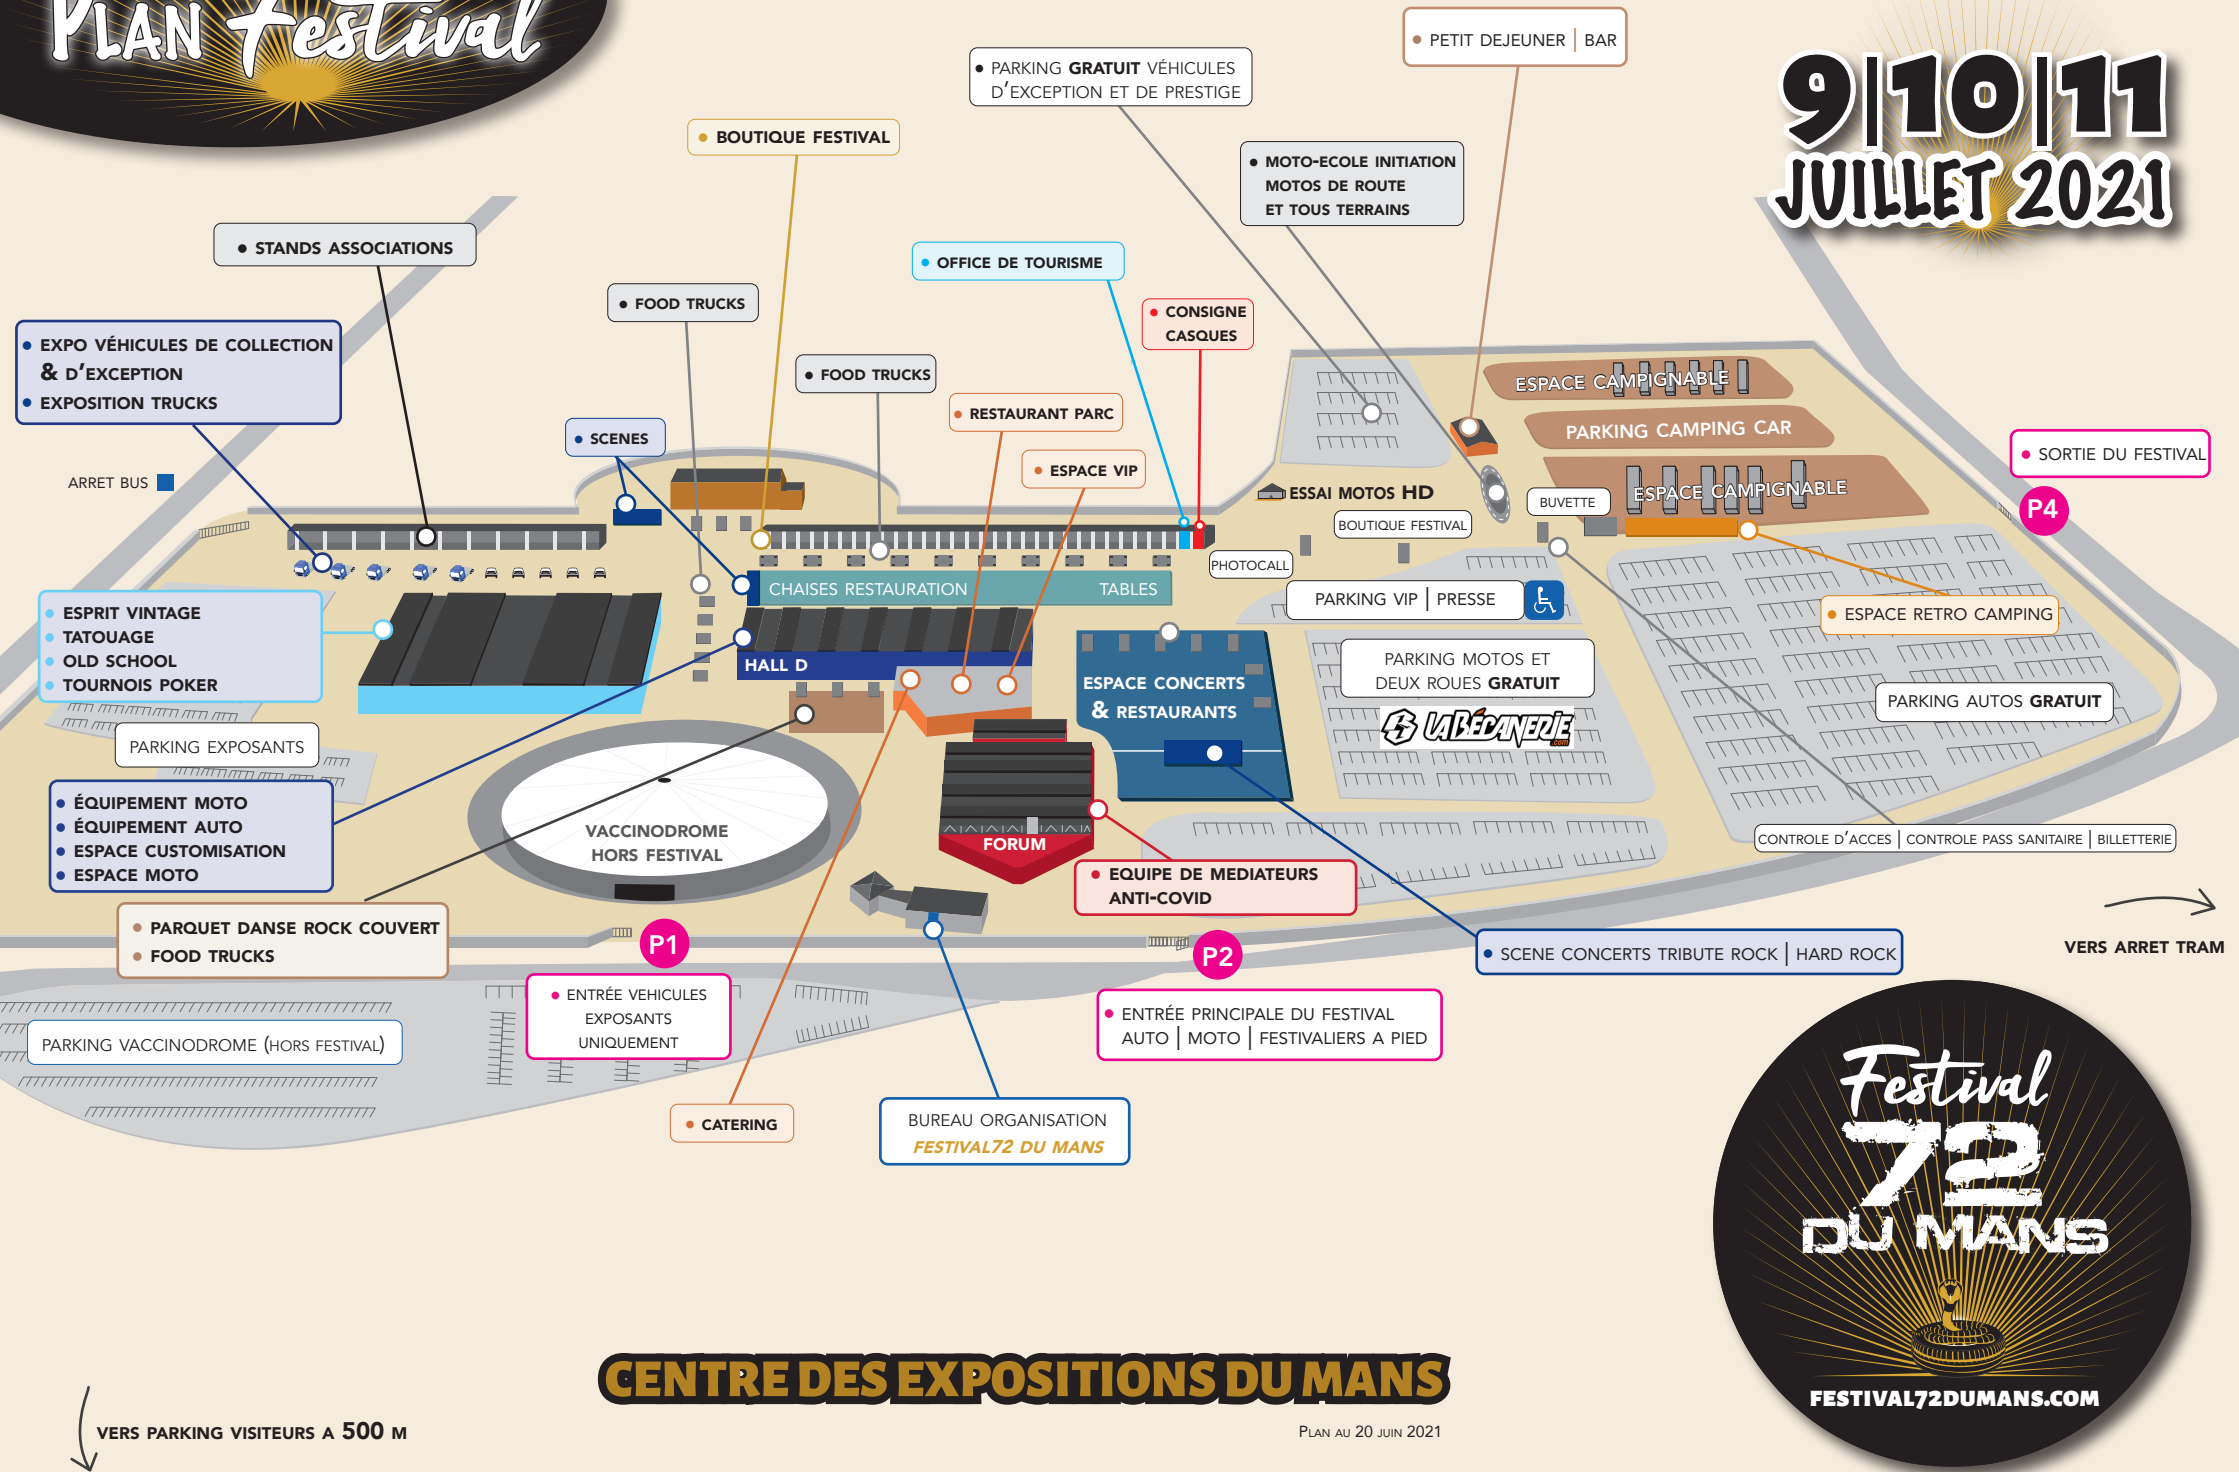 PLAN Festival
9|10|11
JUILLET 2021
• PETIT DEJEUNER | BAR
• PARKING GRATUIT VÉHICULES
D'EXCEPTION ET DE PRESTIGE
• BOUTIQUE FESTIVAL
• MOTO-ECOLE INITIATION
MOTOS DE ROUTE
ET TOUS TERRAINS
• STANDS ASSOCIATIONS
• OFFICE DE TOURISME
• FOOD TRUCKS
• CONSIGNE
CASQUES
• EXPO VÉHICULES DE COLLECTION
& D'EXCEPTION
• EXPOSITION TRUCKS
• FOOD TRUCKS
• RESTAURANT PARC
• SCENES
• ESPACE VIP
ESPACE CAMPIGNABLE
PARKING CAMPING CAR
ESPACE CAMPIGNABLE
• SORTIE DU FESTIVAL
P4
ARRET BUS
ESSAI MOTOS HD
BUVETTE
BOUTIQUE FESTIVAL
PHOTOCALL
CHAISES RESTAURATION TABLES
PARKING VIP | PRESSE
• ESPACE RETRO CAMPING
• ESPRIT VINTAGE
• TATOUAGE
• OLD SCHOOL
• TOURNOIS POKER
HALL D
ESPACE CONCERTS
& RESTAURANTS
PARKING MOTOS ET
DEUX ROUES GRATUIT
LA BÉCANERIE
.com
PARKING AUTOS GRATUIT
PARKING EXPOSANTS
• ÉQUIPEMENT MOTO
• ÉQUIPEMENT AUTO
• ESPACE CUSTOMISATION
• ESPACE MOTO
VACCINODROME
HORS FESTIVAL
FORUM
CONTROLE D'ACCES | CONTROLE PASS SANITAIRE | BILLETTERIE
• EQUIPE DE MEDIATEURS
ANTI-COVID
• PARQUET DANSE ROCK COUVERT
• FOOD TRUCKS
P1
P2
• SCENE CONCERTS TRIBUTE ROCK | HARD ROCK
VERS ARRET TRAM
• ENTRÉE VEHICULES
EXPOSANTS
UNIQUEMENT
• ENTRÉE PRINCIPALE DU FESTIVAL
AUTO | MOTO | FESTIVALIERS A PIED
PARKING VACCINODROME (HORS FESTIVAL)
• CATERING
BUREAU ORGANISATION
FESTIVAL72 DU MANS
Festival
72
DU MANS
FESTIVAL72DUMANS.COM
CENTRE DES EXPOSITIONS DU MANS
PLAN AU 20 JUIN 2021
VERS PARKING VISITEURS A 500 M